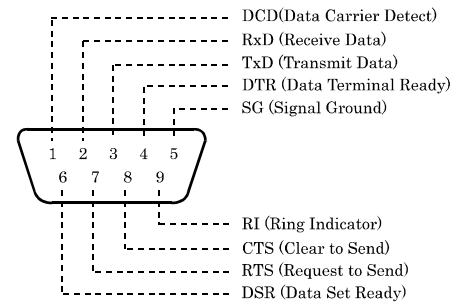 DCD(Data Carrier Detect)
RxD (Receive Data)
TxD (Transmit Data)
DTR (Data Terminal Ready)
SG (Signal Ground)
1 2 3 4 5
6 7 8 9
RI (Ring Indicator)
CTS (Clear to Send)
RTS (Request to Send)
DSR (Data Set Ready)